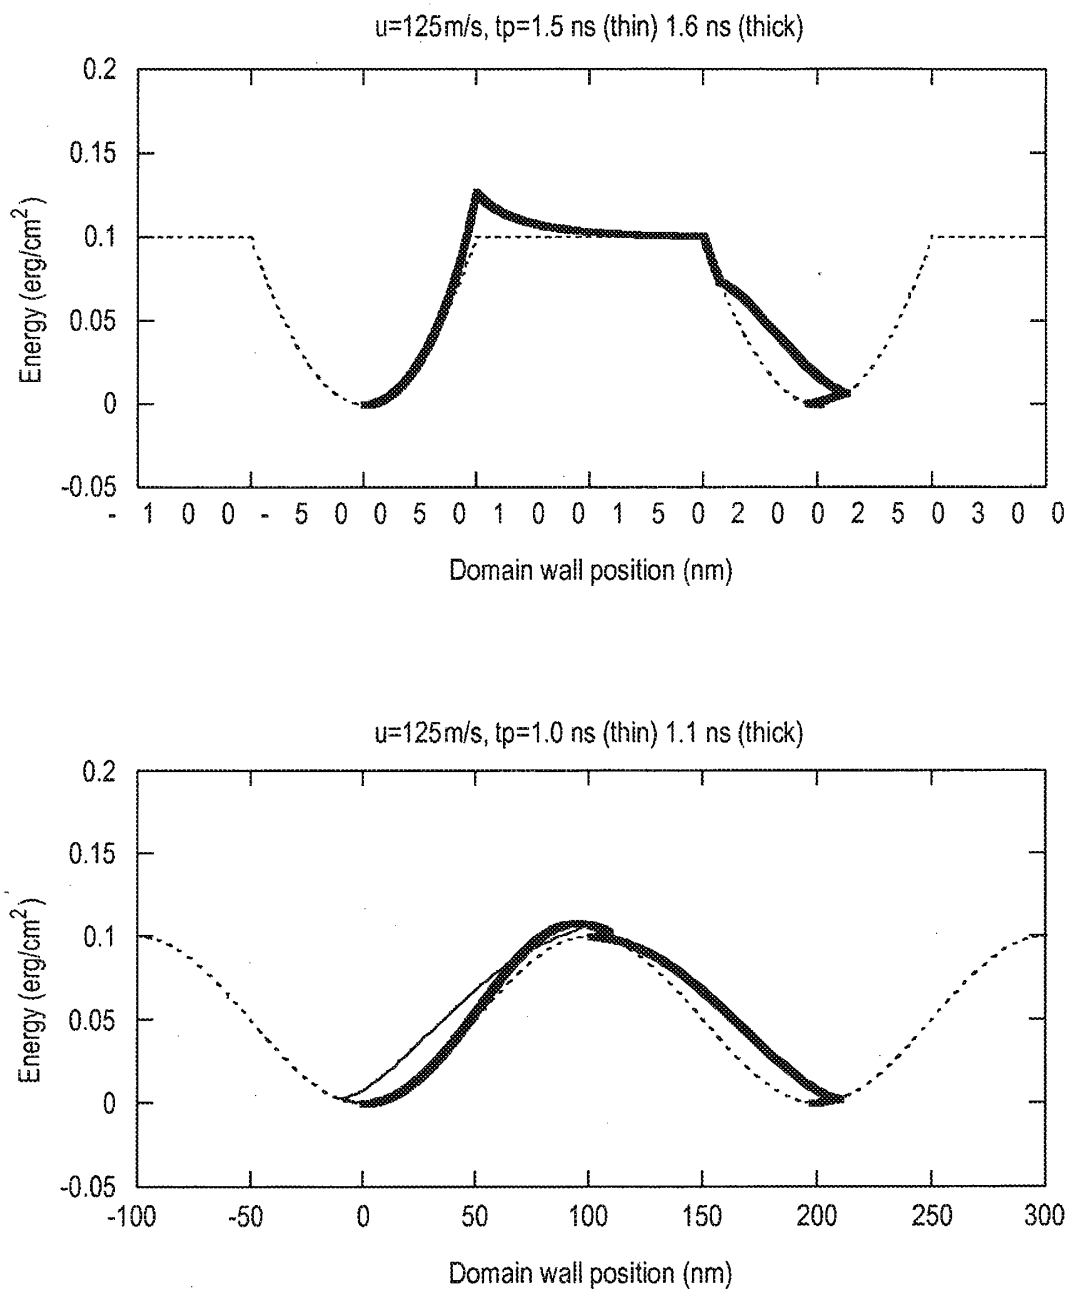 u=125m/s, tp=1.5 ns (thin) 1.6 ns (thick)
0.2
0.15
0.1
0.05
0
-0.05
Energy (erg/cm²)
- 1 0 0 - 5 0 0 5 0 1 0 0 1 5 0 2 0 0 2 5 0 3 0 0
Domain wall position (nm)
u=125m/s, tp=1.0 ns (thin) 1.1 ns (thick)
0.2
0.15
0.1
0.05
0
-0.05
Energy (erg/cm²)
-100 -50 0 50 100 150 200 250 300
Domain wall position (nm)